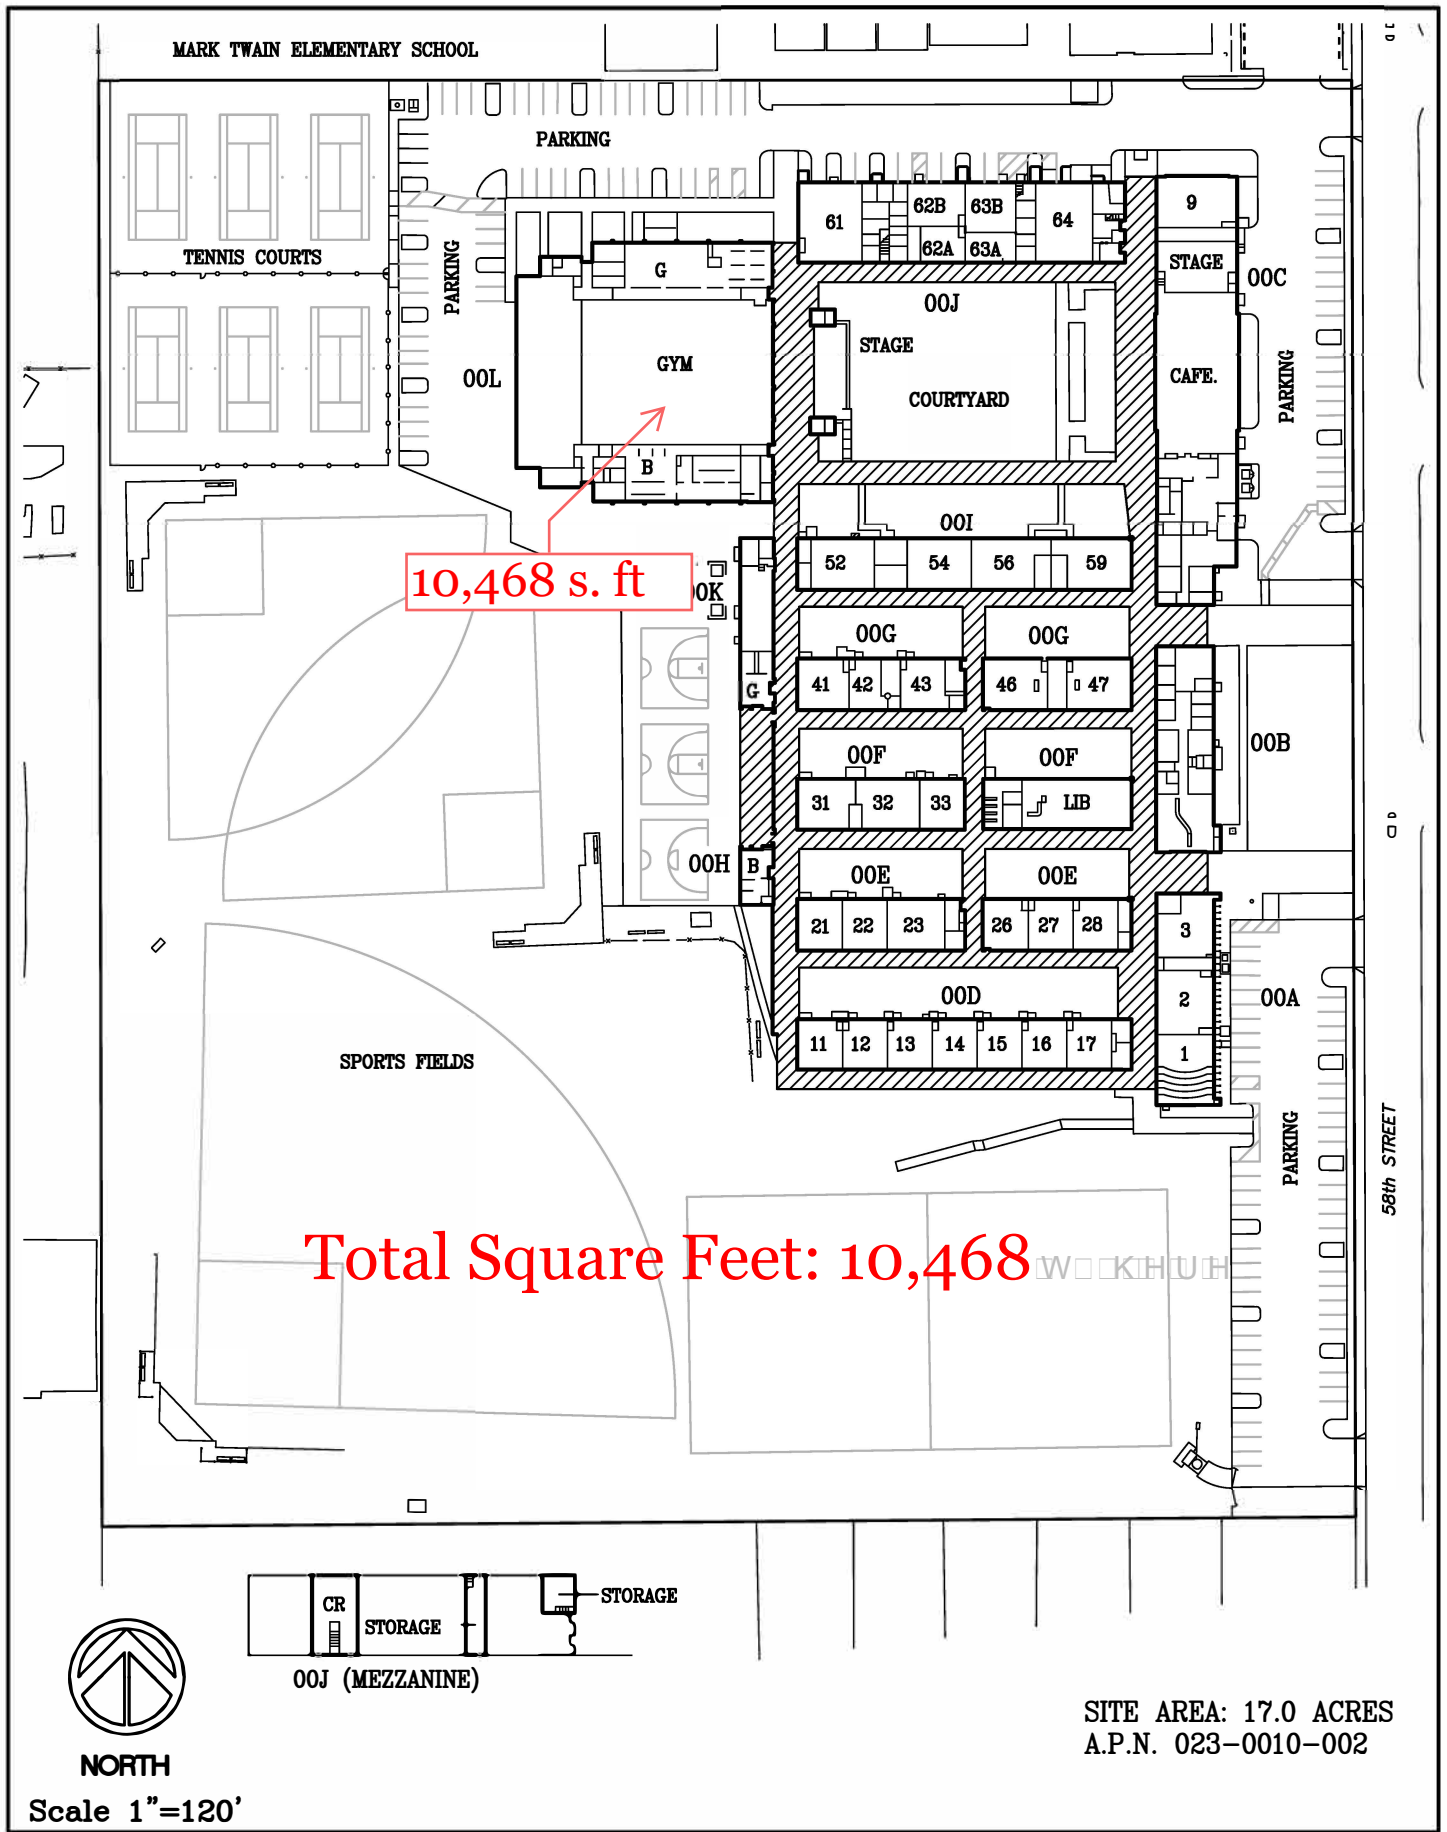 MARK TWAIN ELEMENTARY SCHOOL
PARKING
TENNIS COURTS
PARKING
61
62B
63B
64
62A
63A
9
STAGE
00C
G
GYM
00L
B
00J
STAGE
COURTYARD
CAFE.
PARKING
10,468 s. ft
00I
52
54
56
59
0K
00G
00G
41
42
43
46
47
G
00F
00F
00B
31
32
33
LIB
00H
B
00E
00E
21
22
23
26
27
28
3
2
1
00A
00D
11
12
13
14
15
16
17
SPORTS FIELDS
PARKING
58th STREET
Total Square Feet: 10,468
CR
STORAGE
STORAGE
00J (MEZZANINE)
NORTH
Scale 1"=120'
SITE AREA: 17.0 ACRES
A.P.N. 023-0010-002